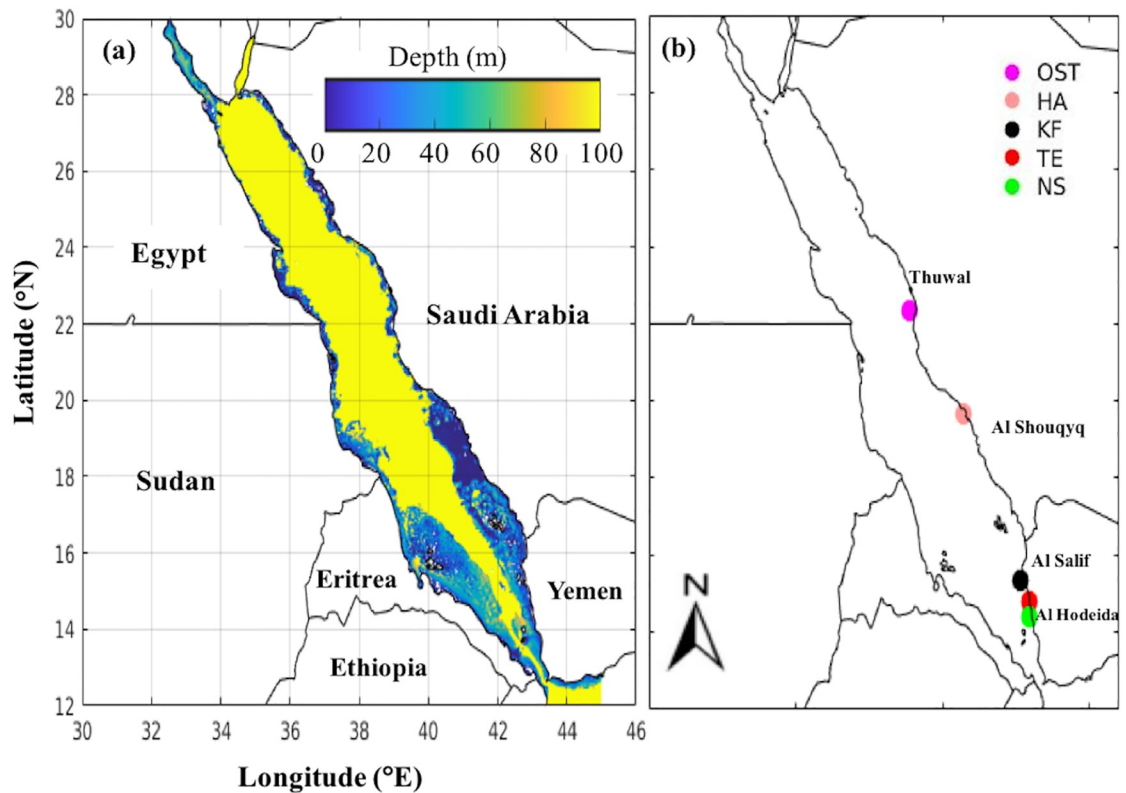 (a)
Depth (m)
0 20 40 60 80 100
Egypt
Saudi Arabia
Sudan
Eritrea
Yemen
Ethiopia
30
28
26
24
22
20
18
16
14
12
Latitude (°N)
30 32 34 36 38 40 42 44 46
Longitude (°E)
(b)
OST
HA
KF
TE
NS
Thuwal
Al Shouqyq
Al Salif
Al Hodeida
N